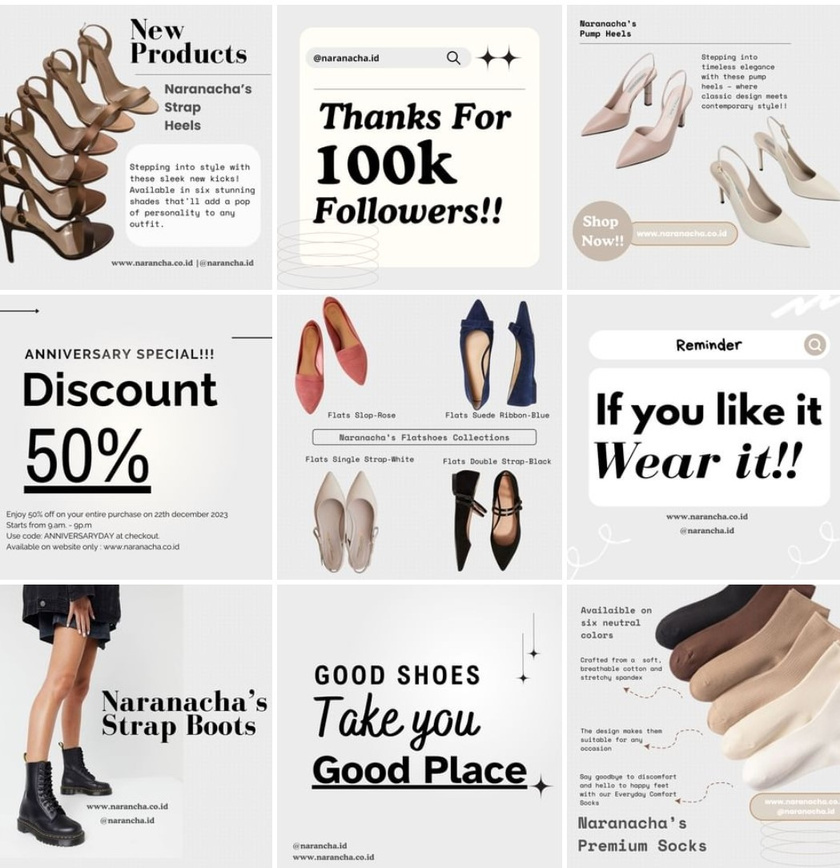 New
Products
Naranacha's
Strap
Heels
Stepping into style with
these sleek new kicks!
Available in six stunning
shades that'll add a pop
of personality to any
outfit.
www.narancha.co.id |@narancha.id
@naranacha.id
Thanks For
100k
Followers!!
Naranacha's
Pump Heels
Stepping into
timeless elegance
with these pump
heels – where
classic design meets
contemporary style!!
Shop
Now!!
www.naranacha.co.id
ANNIVERSARY SPECIAL!!!
Discount
50%
Enjoy 50% off on your entire purchase on 22th december 2023
Starts from 9.am. - 9p.m
Use code: ANNIVERSARYDAY at checkout.
Available on website only : www.naranacha.co.id
Flats Slop-Rose
Flats Suede Ribbon-Blue
Naranacha's Flatshoes Collections
Flats Single Strap-White
Flats Double Strap-Black
Reminder
If you like it
Wear it!!
www.narancha.co.id
@narancha.id
Naranacha's
Strap Boots
www.narancha.co.id
@narancha.id
GOOD SHOES
Take you
Good Place
@narancha.id
www.narancha.co.id
Availaible on
six neutral
colors
Crafted from a soft,
breathable cotton and
stretchy spandex
The design makes them
suitable for any
occasion
Say goodbye to discomfort
and hello to happy feet
with our Everyday Comfort
Socks
www.narancha.co.
@narancha.id
Naranacha's
Premium Socks